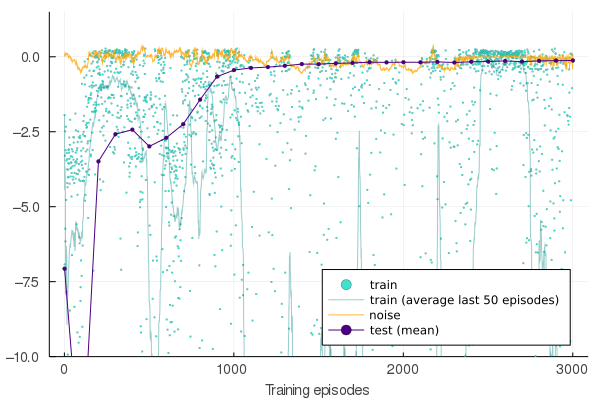 0.0
−2.5
−5.0
−7.5
−10.0
train
train (average last 50 episodes)
noise
test (mean)
0
1000
2000
3000
Training episodes